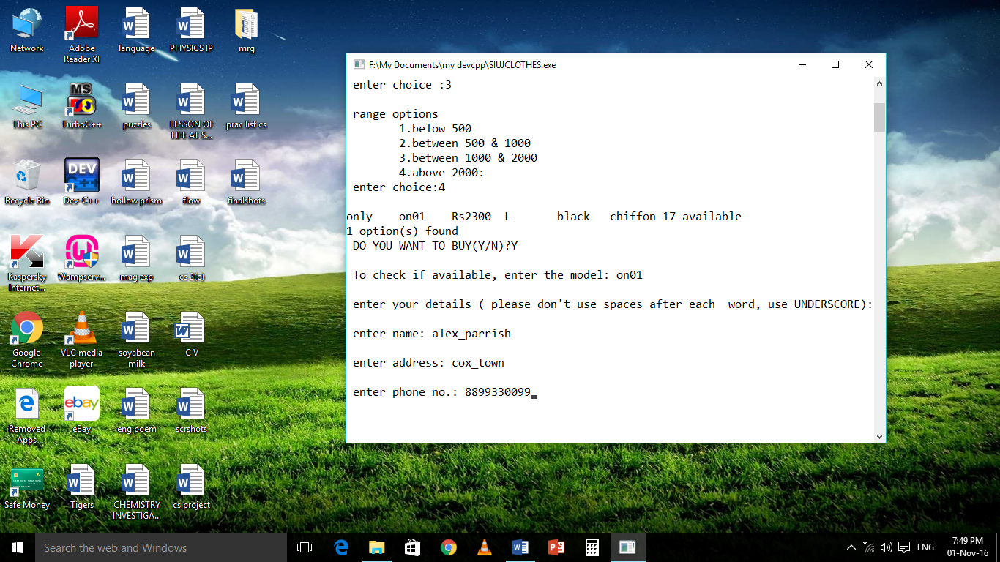 Network
Adobe
Reader XI
language
PHYSICS IP
mrg
This PC
MS
TurboC++
puzzles
LESSON OF
LIFE AT S...
prac list cs
Recycle Bin
DEV
C++
Dev-C++
hollow prism
flow
finalshots
Kaspersky
Internet...
Wampserv...
mag exp
cs 2(d)
Google
Chrome
VLC media
player
soyabean
milk
C V
Removed
Apps
ebay
eBay
eng poem
scrshots
Safe Money
Tigers
CHEMISTRY
INVESTIGA...
cs project
F:\My Documents\my devcpp\SIUJCLOTHES.exe
enter choice :3
range options
1.below 500
2.between 500 & 1000
3.between 1000 & 2000
4.above 2000:
enter choice:4
only on01 Rs2300 L black chiffon 17 available
1 option(s) found
DO YOU WANT TO BUY(Y/N)?Y
To check if available, enter the model: on01
enter your details ( please don't use spaces after each  word, use UNDERSCORE):
enter name: alex_parrish
enter address: cox_town
enter phone no.: 8899330099
Search the web and Windows
ENG
7:49 PM
01-Nov-16